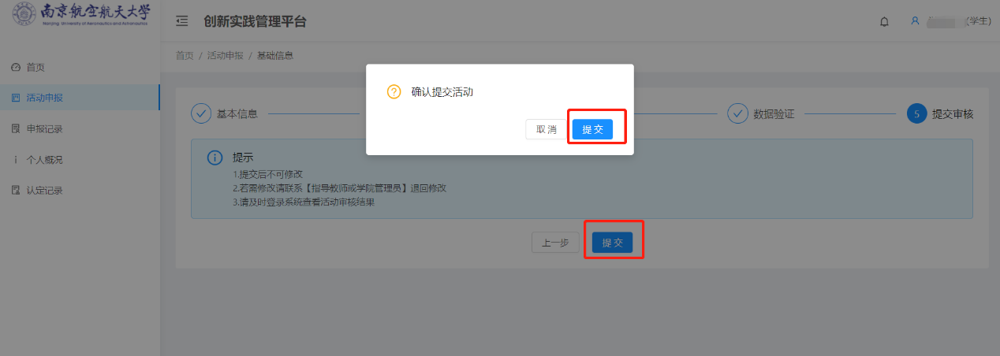 南京航空航天大学
Nanjing University of Aeronautics and Astronautics
创新实践管理平台
(学生)
首页
活动申报
申报记录
个人概况
认定记录
首页 / 活动申报 / 基础信息
确认提交活动
取 消 提 交
基本信息 数据验证 5 提交审核
提示
1.提交后不可修改
2.若需修改请联系【指导教师或学院管理员】退回修改
3.请及时登录系统查看活动审核结果
上一步 提 交